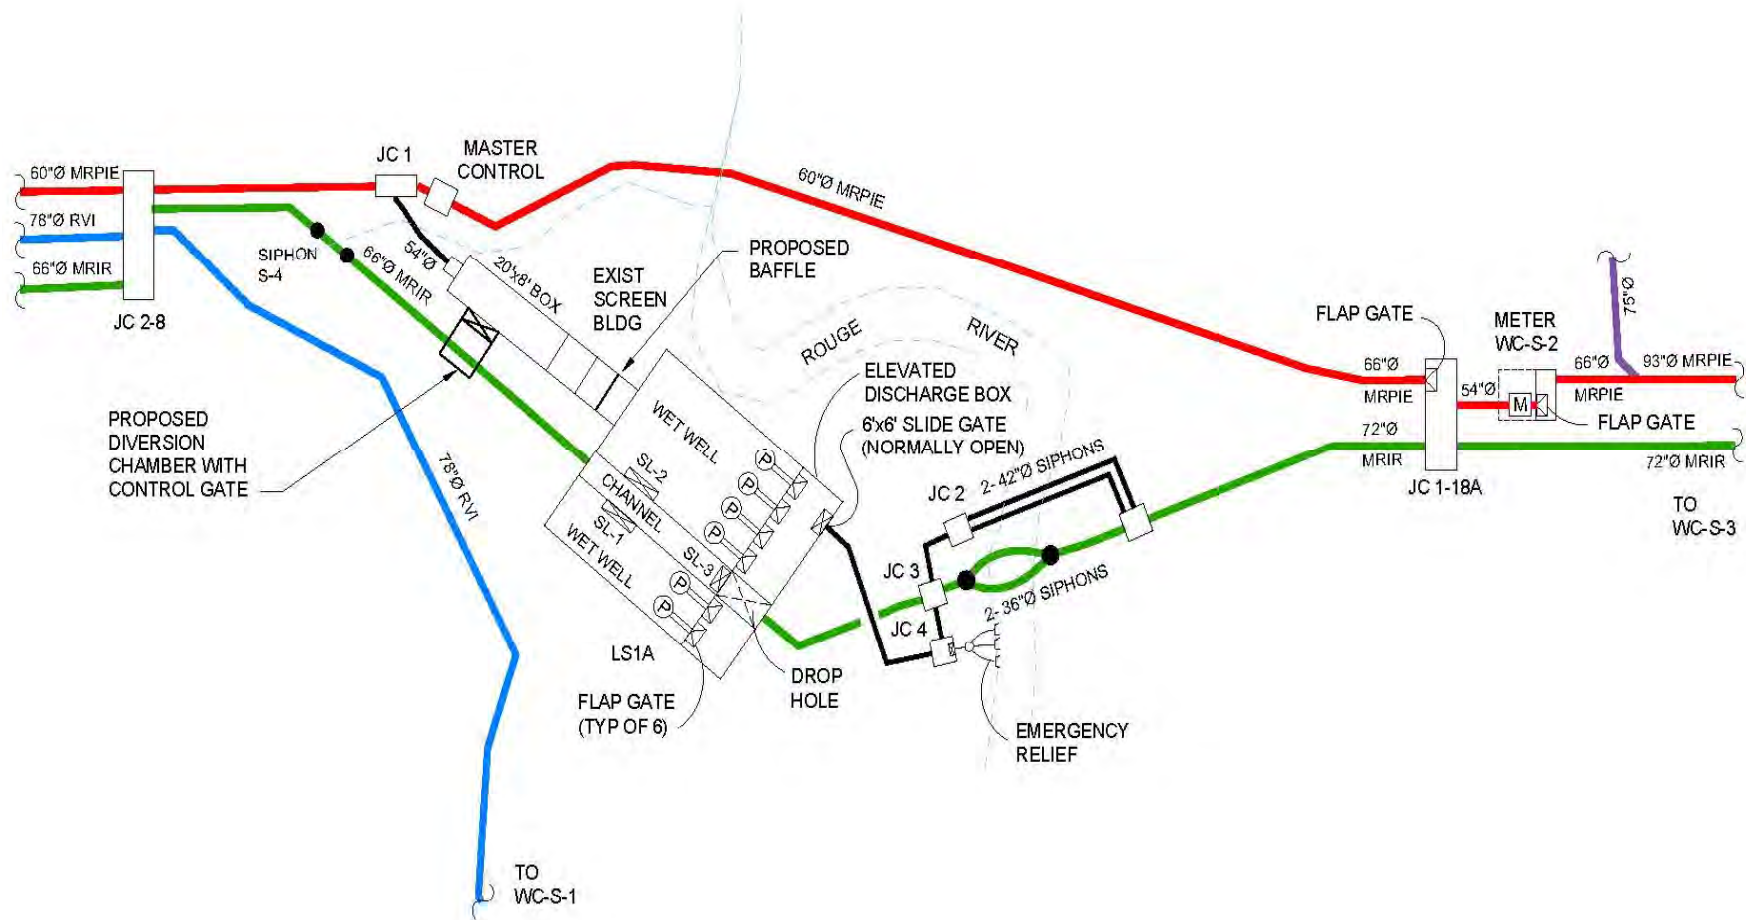 60"Ø MRPIE
78"Ø RVI
66"Ø MRIR
JC 2-8
SIPHON
S-4
JC 1
MASTER
CONTROL
54"Ø
66"Ø MRIR
20'x8' BOX
EXIST
SCREEN
BLDG
PROPOSED
BAFFLE
60"Ø MRPIE
ROUGE
RIVER
PROPOSED
DIVERSION
CHAMBER WITH
CONTROL GATE
78"Ø RVI
TO
WC-S-1
WET WELL
SL-2
CHANNEL
SL-1
WET WELL
SL-3
P
P
P
P
P
P
LS1A
FLAP GATE
(TYP OF 6)
DROP
HOLE
ELEVATED
DISCHARGE BOX
6'x6' SLIDE GATE
(NORMALLY OPEN)
JC 2
2- 42"Ø SIPHONS
JC 3
2- 36"Ø SIPHONS
JC 4
EMERGENCY
RELIEF
FLAP GATE
66"Ø
MRPIE
72"Ø
MRIR
JC 1-18A
METER
WC-S-2
54"Ø
M
66"Ø
MRPIE
75"Ø
93"Ø MRPIE
FLAP GATE
72"Ø MRIR
TO
WC-S-3